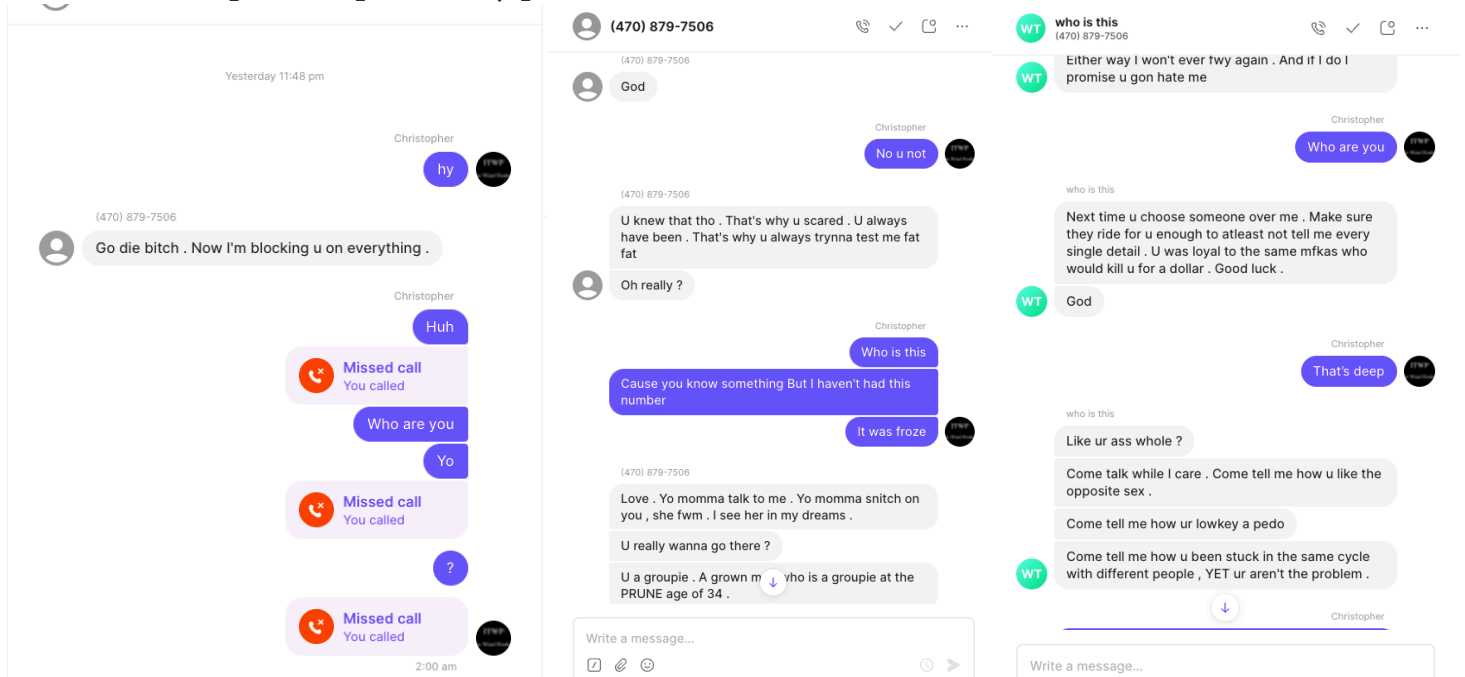 Yesterday 11:48 pm
Christopher
hy
(470) 879-7506
Go die bitch . Now I'm blocking u on everything .
Christopher
Huh
Missed call
You called
Who are you
Yo
Missed call
You called
?
Missed call
You called
2:00 am
(470) 879-7506
(470) 879-7506
God
Christopher
No u not
(470) 879-7506
U knew that tho . That's why u scared . U always
have been . That's why u always trynna test me fat
fat
Oh really ?
Christopher
Who is this
Cause you know something But I haven't had this
number
It was froze
(470) 879-7506
Love . Yo momma talk to me . Yo momma snitch on
you , she fwm . I see her in my dreams .
U really wanna go there ?
U a groupie . A grown m who is a groupie at the
PRUNE age of 34 .
Write a message...
WT
who is this
(470) 879-7506
Either way I won't ever fwy again . And if I do I
promise u gon hate me
WT
Christopher
Who are you
who is this
Next time u choose someone over me . Make sure
they ride for u enough to atleast not tell me every
single detail . U was loyal to the same mfkas who
would kill u for a dollar . Good luck .
God
WT
Christopher
That's deep
who is this
Like ur ass whole ?
Come talk while I care . Come tell me how u like the
opposite sex .
Come tell me how ur lowkey a pedo
Come tell me how u been stuck in the same cycle
with different people , YET ur aren't the problem .
WT
Christopher
Write a message...